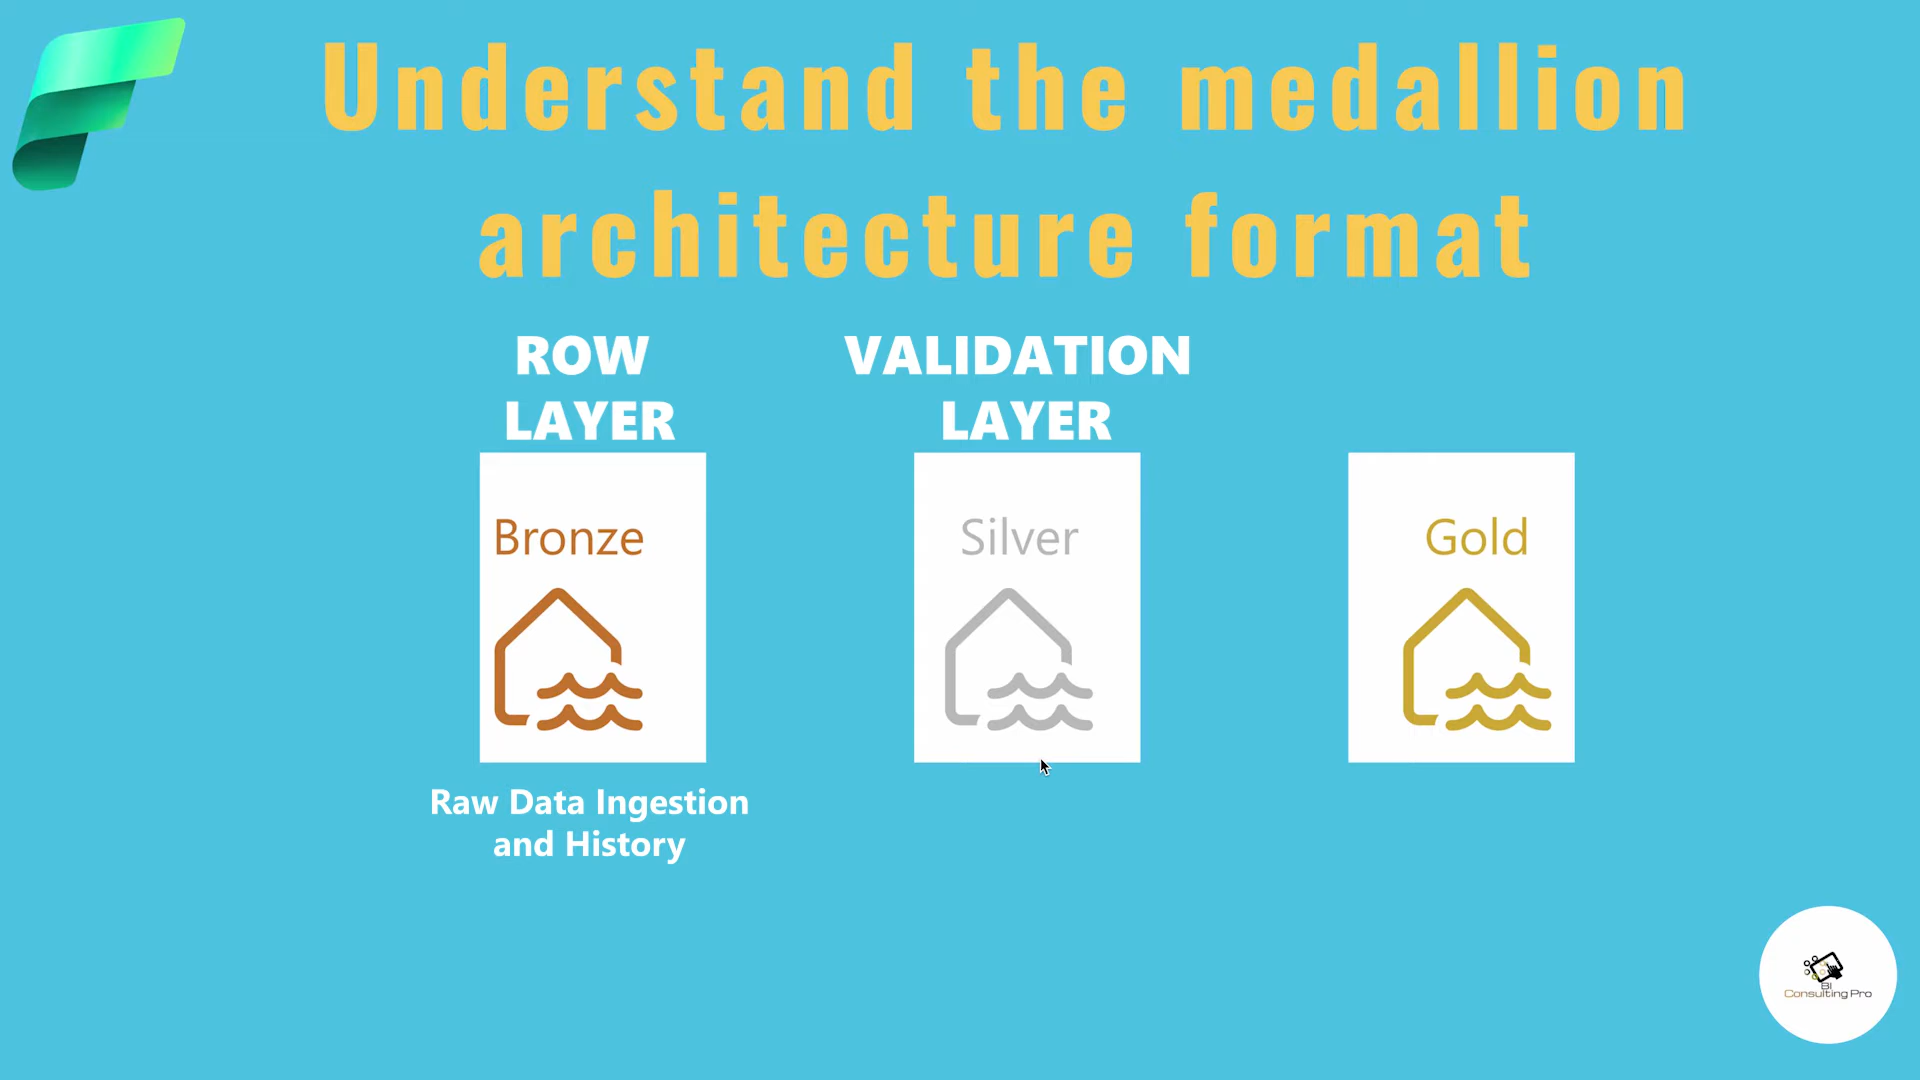 Understand the medallion
architecture format
ROW
LAYER
VALIDATION
LAYER
Bronze
Silver
Gold
Raw Data Ingestion
and History
BI
Consulting Pro